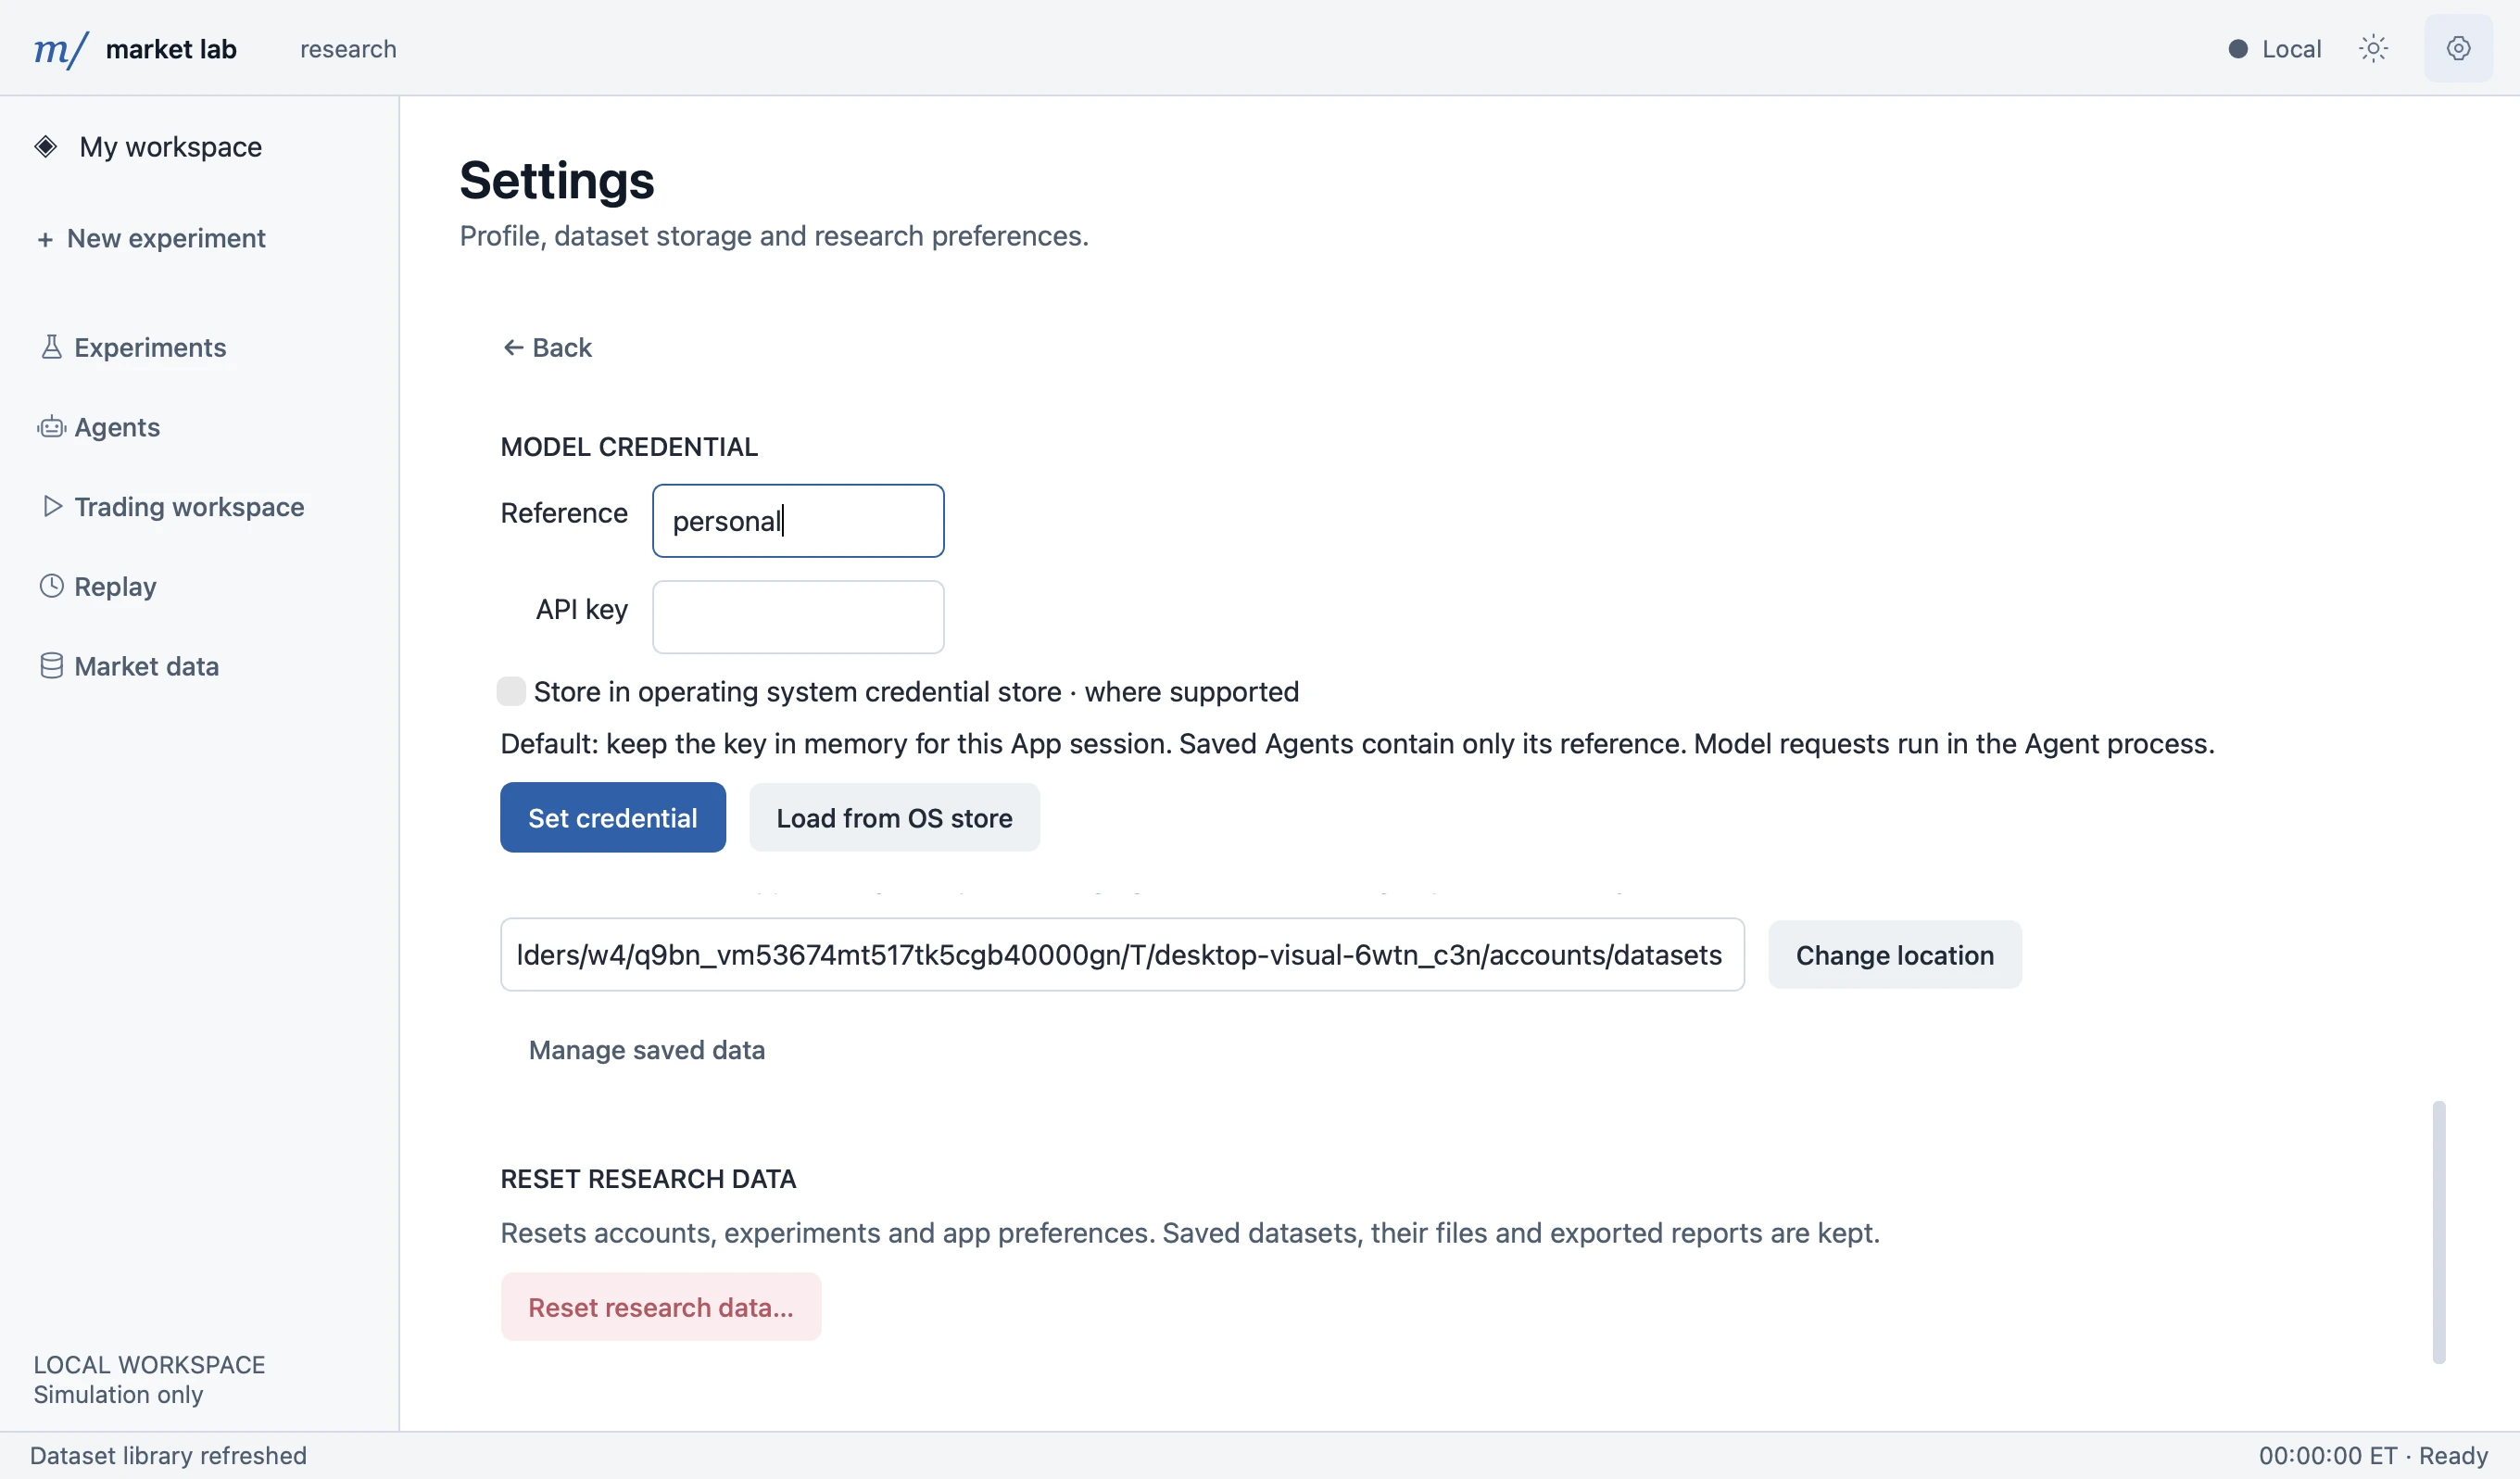 m/ market lab research Local
My workspace
+ New experiment
Experiments
Agents
Trading workspace
Replay
Market data
LOCAL WORKSPACE
Simulation only
Settings
Profile, dataset storage and research preferences.
← Back
MODEL CREDENTIAL
Reference personal
API key
Store in operating system credential store · where supported
Default: keep the key in memory for this App session. Saved Agents contain only its reference. Model requests run in the Agent process.
Set credential Load from OS store
lders/w4/q9bn_vm53674mt517tk5cgb40000gn/T/desktop-visual-6wtn_c3n/accounts/datasets Change location
Manage saved data
RESET RESEARCH DATA
Resets accounts, experiments and app preferences. Saved datasets, their files and exported reports are kept.
Reset research data...
Dataset library refreshed 00:00:00 ET · Ready